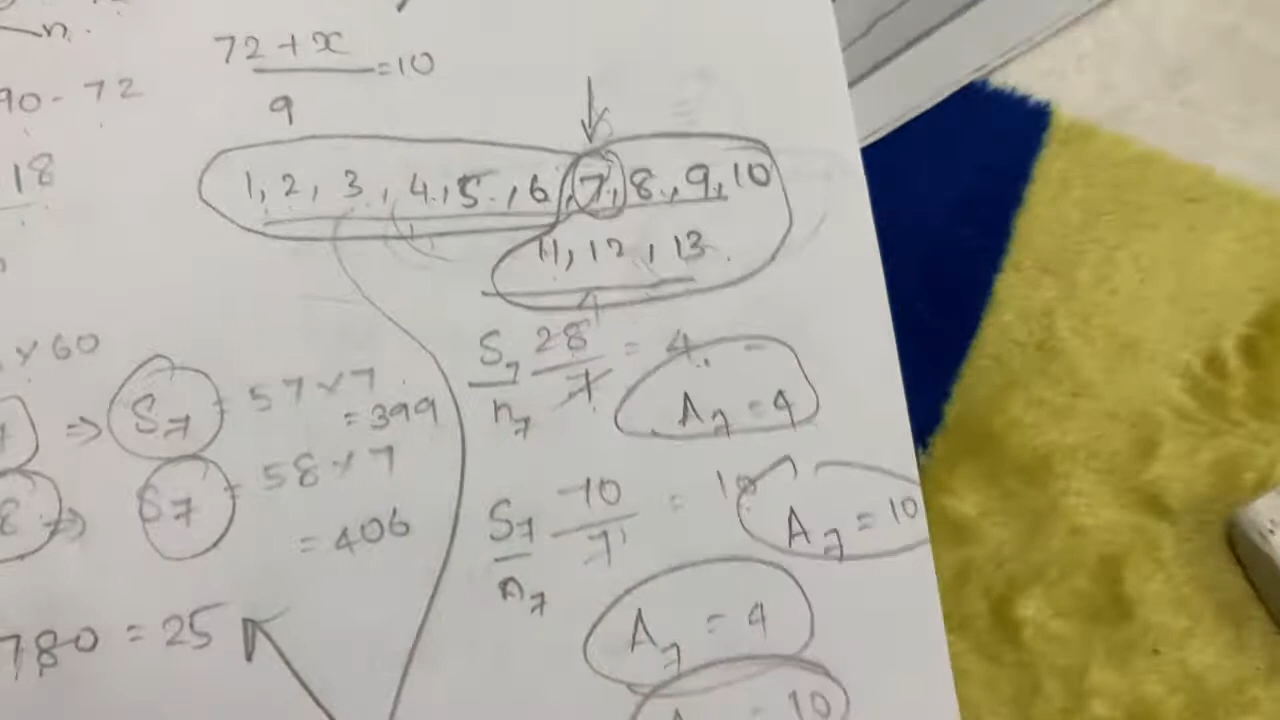 n.
72 + x
= 10
9
90 - 72
18
1, 2, 3, 4, 5, 6, 7, 8, 9, 10
11, 12, 13
x 60
S7 = 57 x 7
= 399
S7 = 58 x 7
= 406
780 = 25
S7 28 = 4
n7 7
A7 = 4
S7 70 = 10
n7 7
A7 = 10
A7 = 4
10